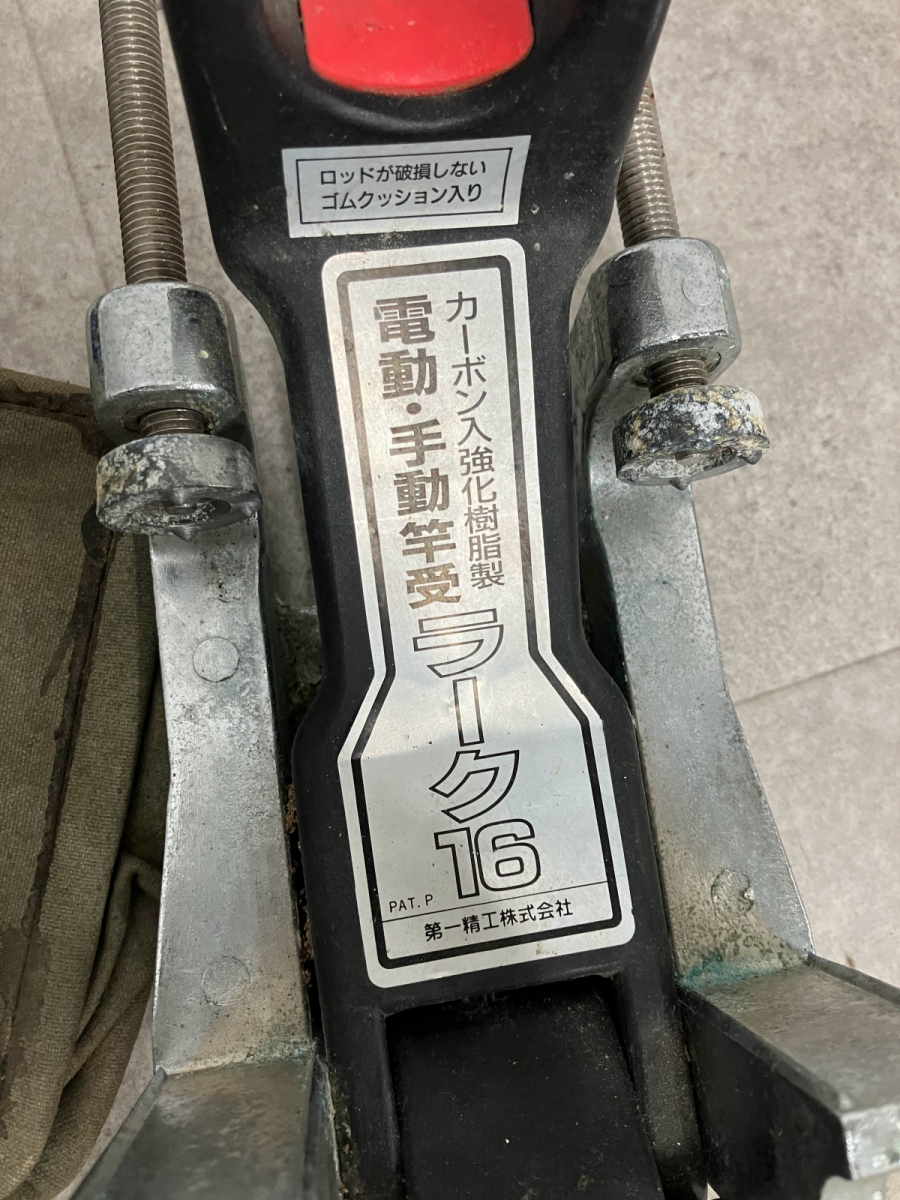 ロッドが破損しない
ゴムクッション入り
カーボン入強化樹脂製
電動・手動竿受
ラーク16
PAT. P
第一精工株式会社